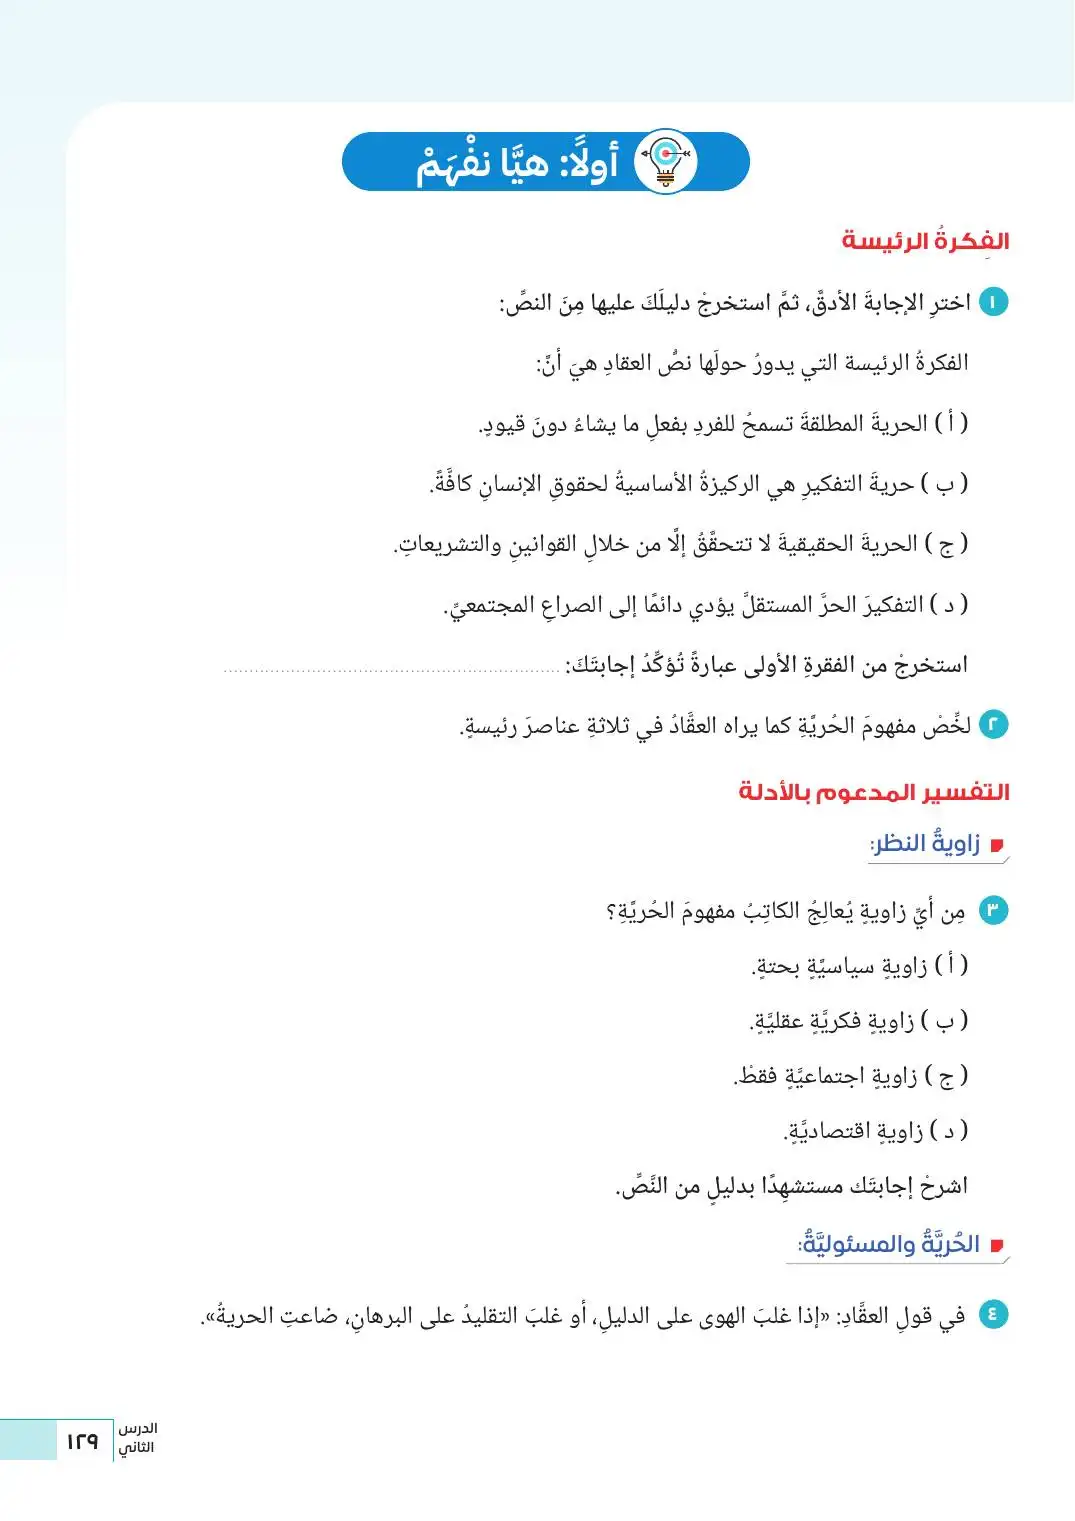 أولًا: هيَّا نفْهَمْ
الفِكرةُ الرئيسة
١ اخترِ الإجابةَ الأدقَّ، ثمَّ استخرجْ دليلَكَ عليها مِنَ النصِّ:
الفكرةُ الرئيسة التي يدورُ حولَها نصُّ العقادِ هيَ أنَّ:
( أ ) الحريةَ المطلقةَ تسمحُ للفردِ بفعلِ ما يشاءُ دونَ قيودٍ.
( ب ) حريةَ التفكيرِ هي الركيزةُ الأساسيةُ لحقوقِ الإنسانِ كافَّةً.
( ج ) الحريةَ الحقيقيةَ لا تتحقَّقُ إلَّا من خلالِ القوانينِ والتشريعاتِ.
( د ) التفكيرَ الحرَّ المستقلَّ يؤدي دائمًا إلى الصراعِ المجتمعيِّ.
استخرجْ من الفقرةِ الأولى عبارةً تُؤكِّدُ إجابتَكَ: ........................................................
٢ لخِّصْ مفهومَ الحُريَّةِ كما يراه العقَّادُ في ثلاثةِ عناصرَ رئيسةٍ.
التفسير المدعوم بالأدلة
زاويةُ النظر:
٣ مِن أيِّ زاويةٍ يُعالِجُ الكاتِبُ مفهومَ الحُريَّةِ؟
( أ ) زاويةٍ سياسيَّةٍ بحتةٍ.
( ب ) زاويةٍ فكريَّةٍ عقليَّةٍ.
( ج ) زاويةٍ اجتماعيَّةٍ فقطْ.
( د ) زاويةٍ اقتصاديَّةٍ.
اشرحْ إجابتَك مستشهِدًا بدليلٍ من النَّصِّ.
الحُريَّةُ والمسئوليَّةُ:
٤ في قولِ العقَّادِ: «إذا غلبَ الهوى على الدليلِ، أو غلبَ التقليدُ على البرهانِ، ضاعتِ الحريةُ».
الدرس
الثاني
١٢٩